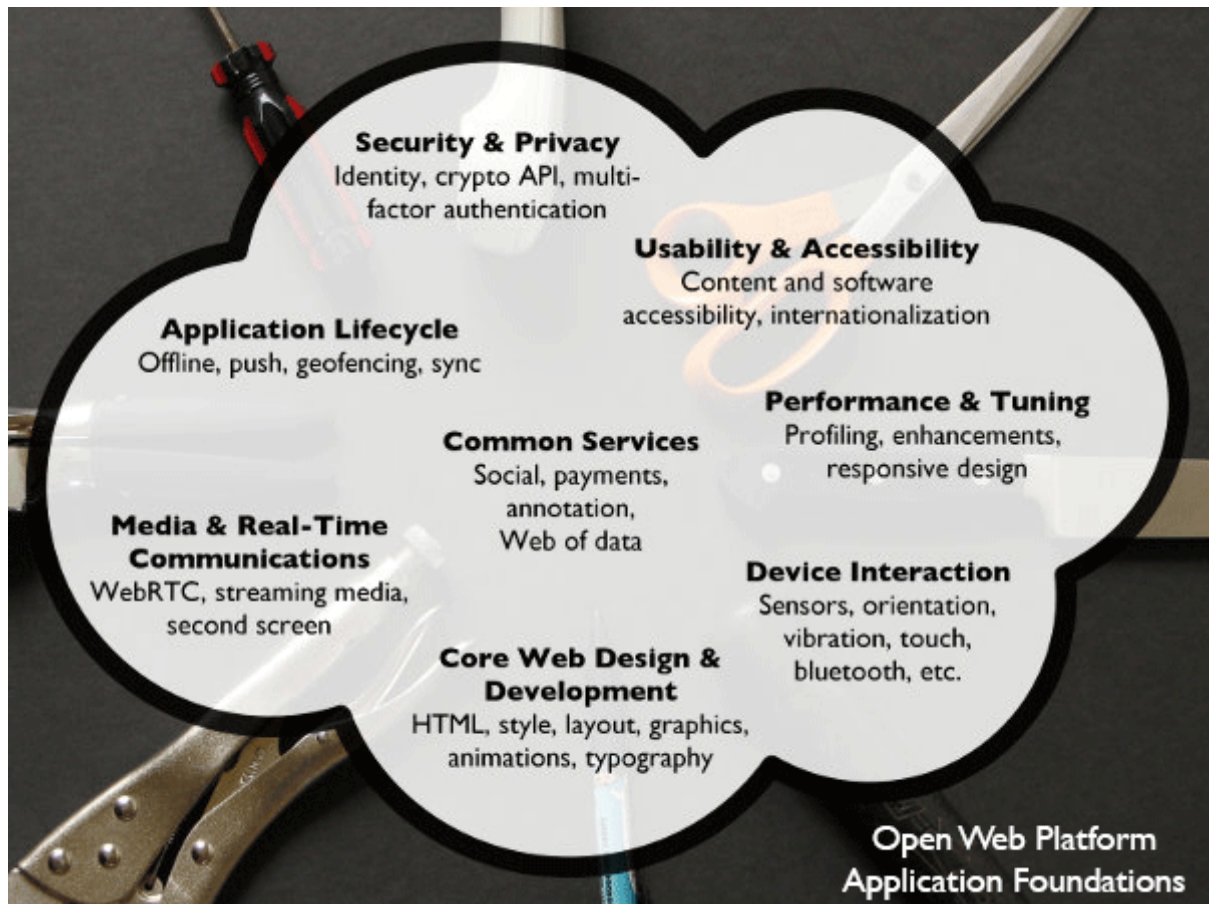 Security & Privacy
Identity, crypto API, multi-
factor authentication
Usability & Accessibility
Content and software
accessibility, internationalization
Application Lifecycle
Offline, push, geofencing, sync
Performance & Tuning
Profiling, enhancements,
responsive design
Common Services
Social, payments,
annotation,
Web of data
Media & Real-Time
Communications
WebRTC, streaming media,
second screen
Device Interaction
Sensors, orientation,
vibration, touch,
bluetooth, etc.
Core Web Design &
Development
HTML, style, layout, graphics,
animations, typography
Open Web Platform
Application Foundations